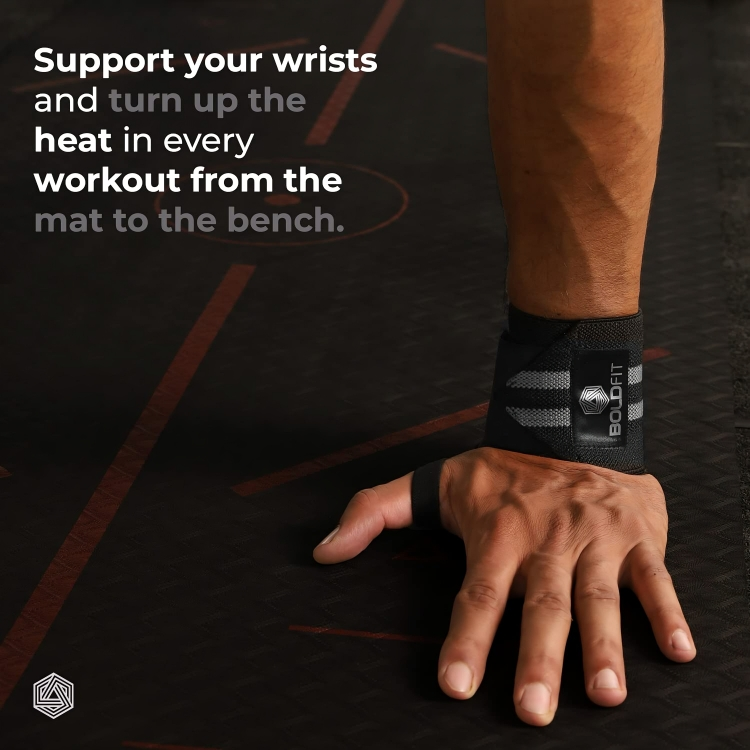 Support your wrists
and turn up the
heat in every
workout from the
mat to the bench.
BOLDFIT